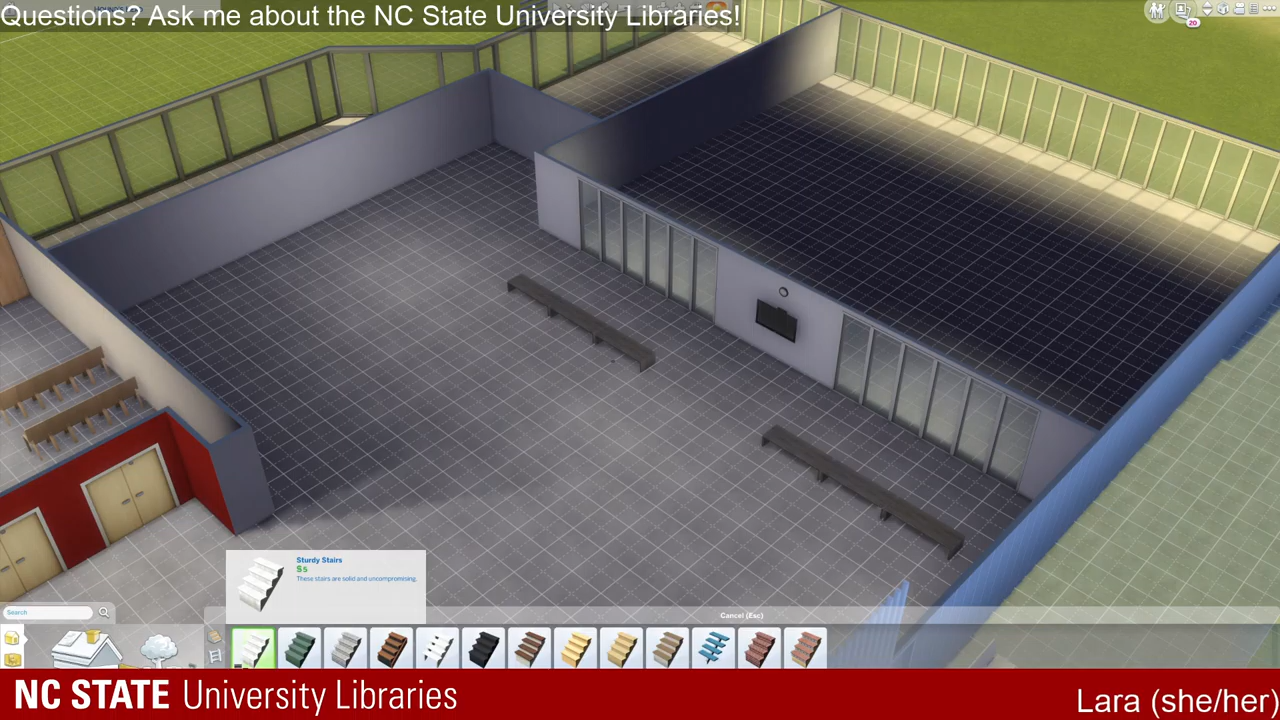 Questions? Ask me about the NC State University Libraries!
20
Sturdy Stairs
§5
These stairs are solid and uncompromising.
Search
Cancel (Esc)
NC STATE University Libraries
Lara (she/her)